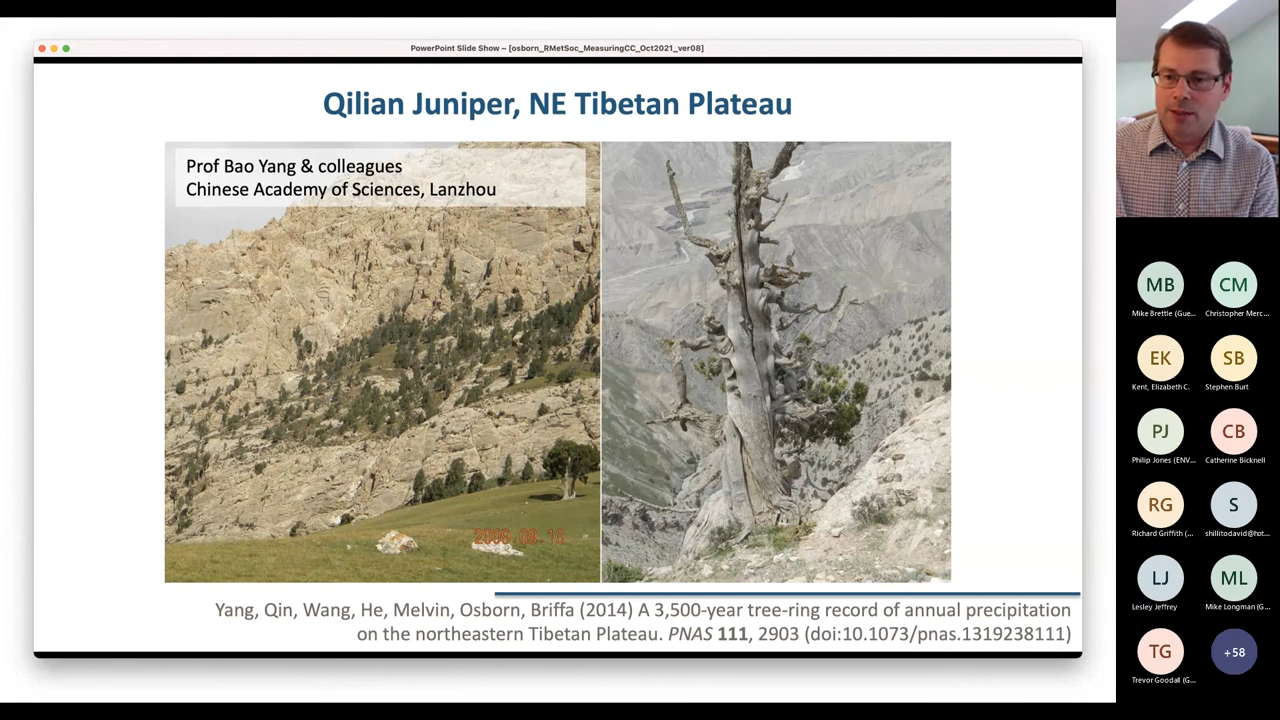 PowerPoint Slide Show – [osborn_RMetSoc_MeasuringCC_Oct2021_ver08]
Qilian Juniper, NE Tibetan Plateau
Prof Bao Yang & colleagues
Chinese Academy of Sciences, Lanzhou
Yang, Qin, Wang, He, Melvin, Osborn, Briffa (2014) A 3,500-year tree-ring record of annual precipitation
on the northeastern Tibetan Plateau. PNAS 111, 2903 (doi:10.1073/pnas.1319238111)
MB CM
Mike Brettle (Gue... Christopher Merc...
EK SB
Kent, Elizabeth C. Stephen Burt
PJ CB
Philip Jones (ENV... Catherine Bicknell
RG S
Richard Griffith (... shillitodavid@hot...
LJ ML
Lesley Jeffrey Mike Longman (G...
TG +58
Trevor Goodall (G...